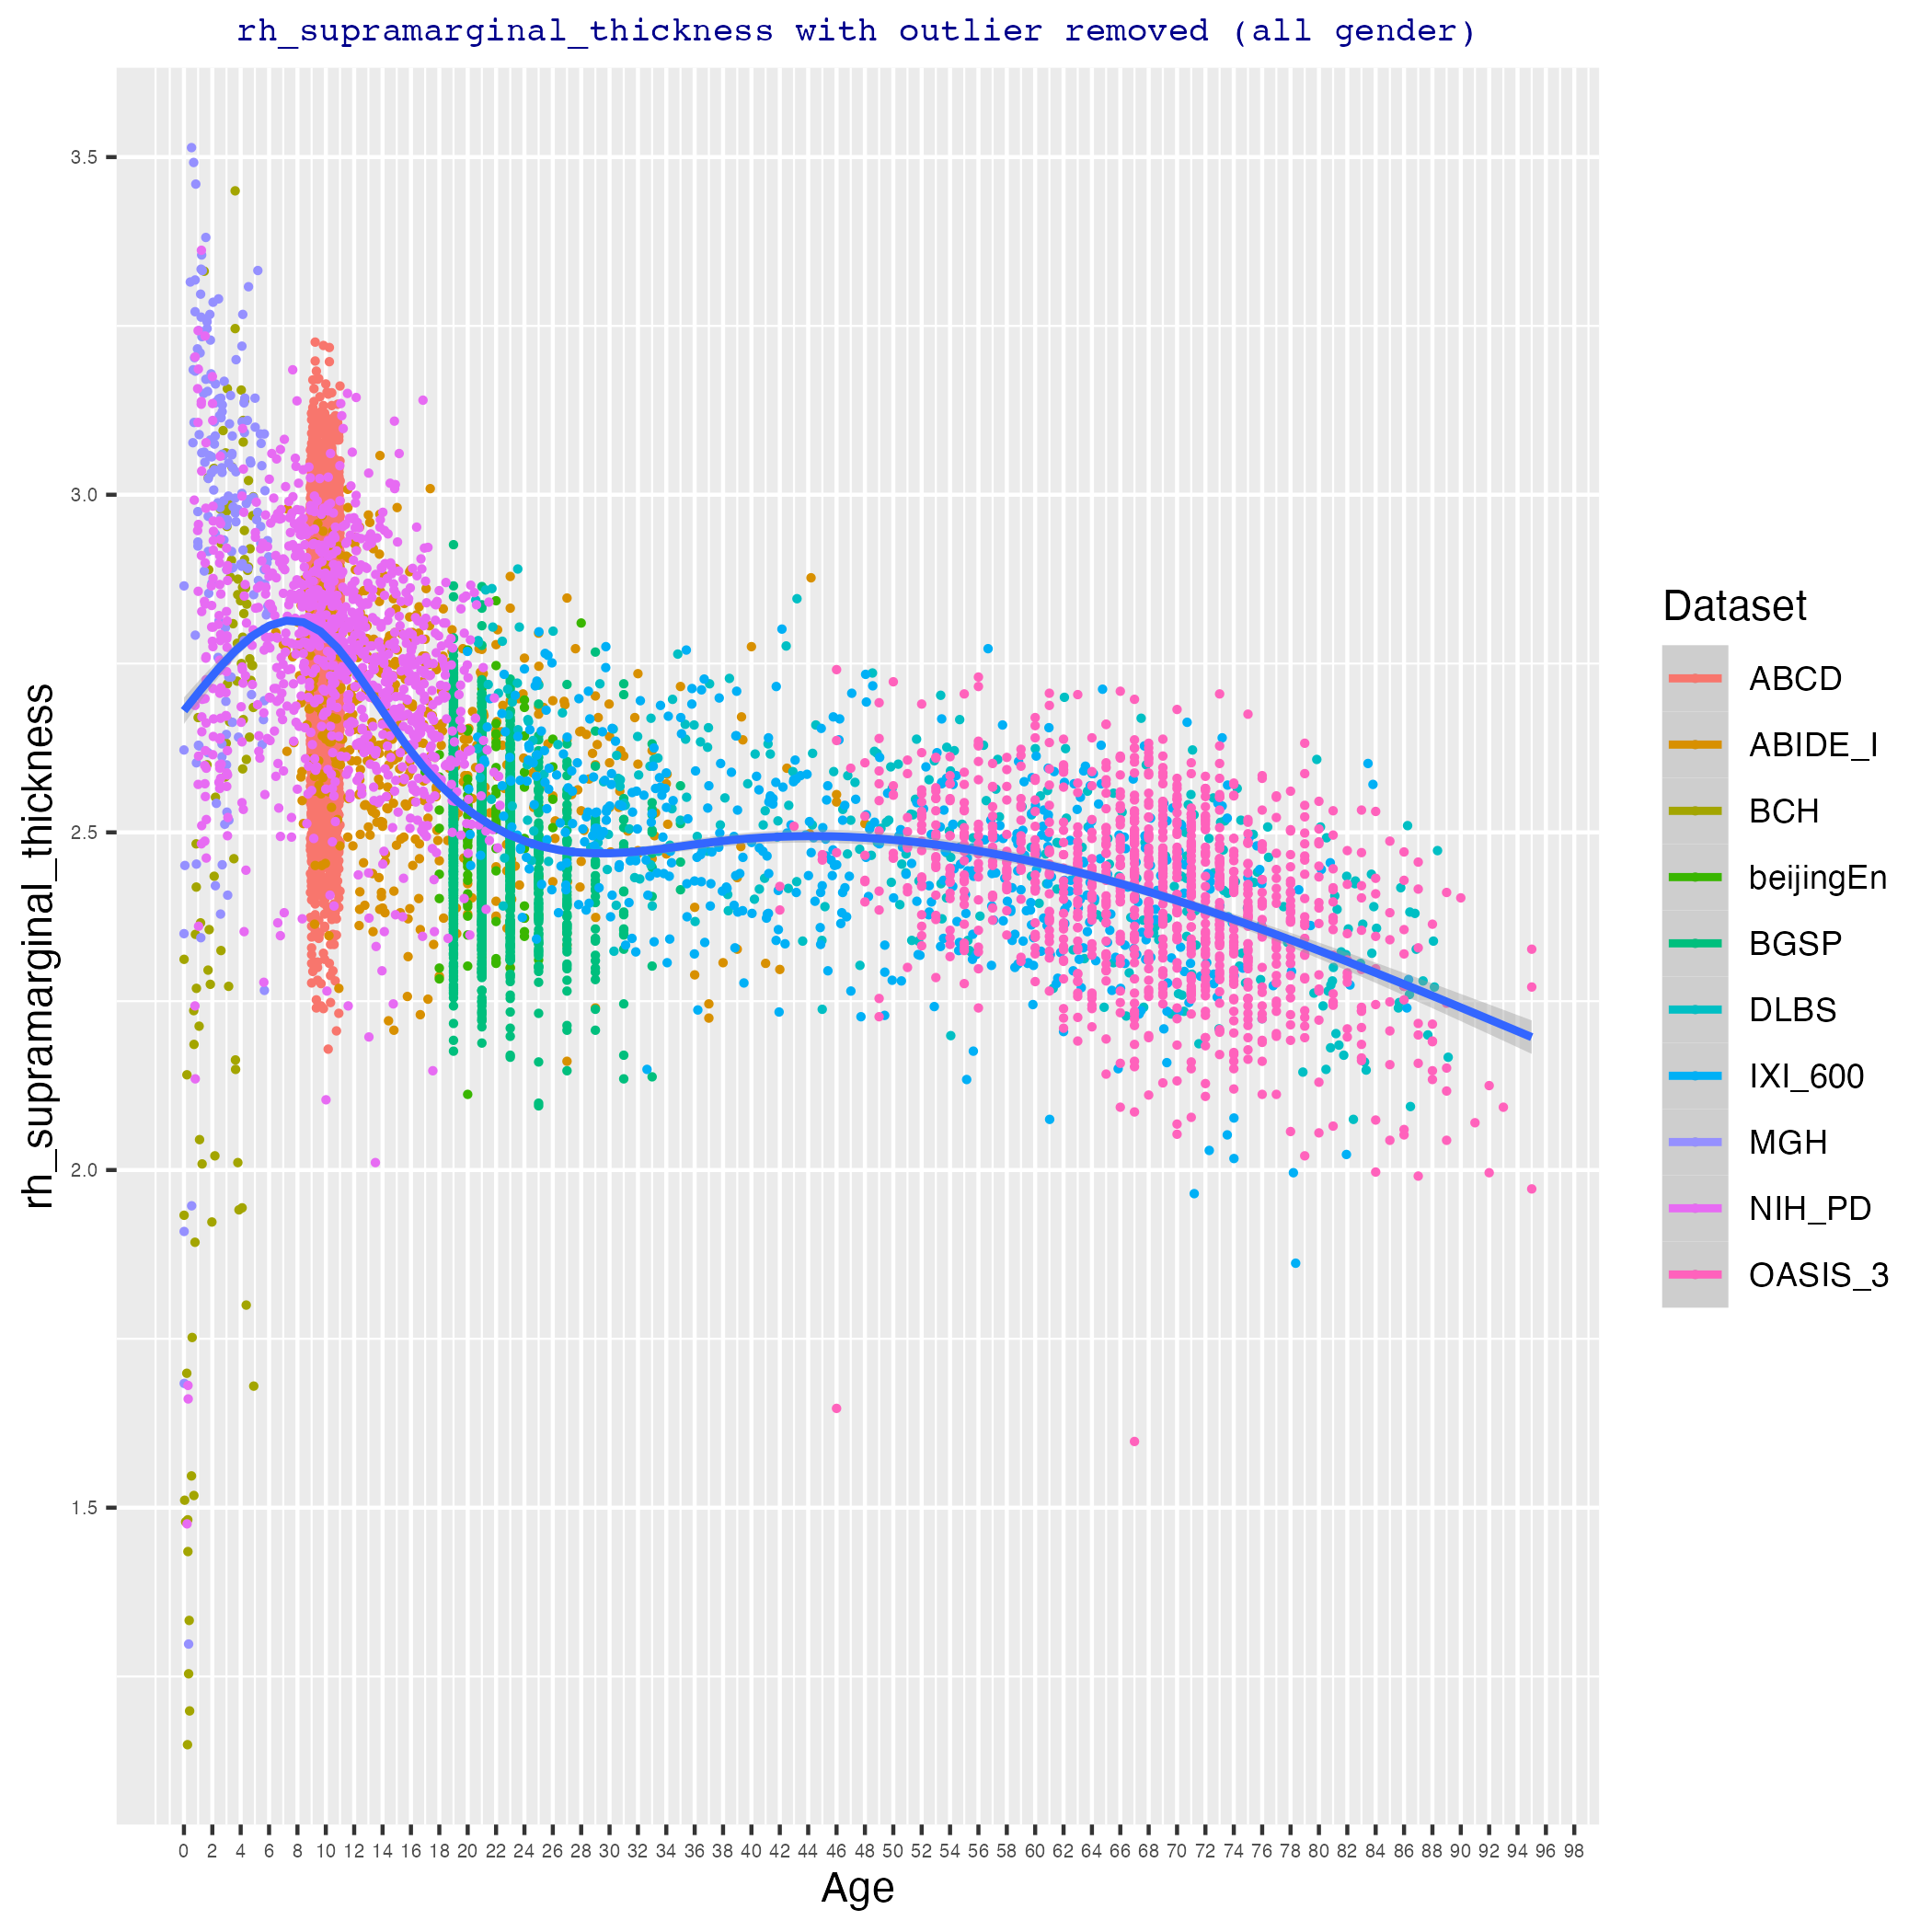 rh_supramarginal_thickness with outlier removed (all gender)
rh_supramarginal_thickness
3.5
3.0
2.5
2.0
1.5
0 2 4 6 8 10 12 14 16 18 20 22 24 26 28 30 32 34 36 38 40 42 44 46 48 50 52 54 56 58 60 62 64 66 68 70 72 74 76 78 80 82 84 86 88 90 92 94 96 98
Age
Dataset
ABCD
ABIDE_I
BCH
beijingEn
BGSP
DLBS
IXI_600
MGH
NIH_PD
OASIS_3